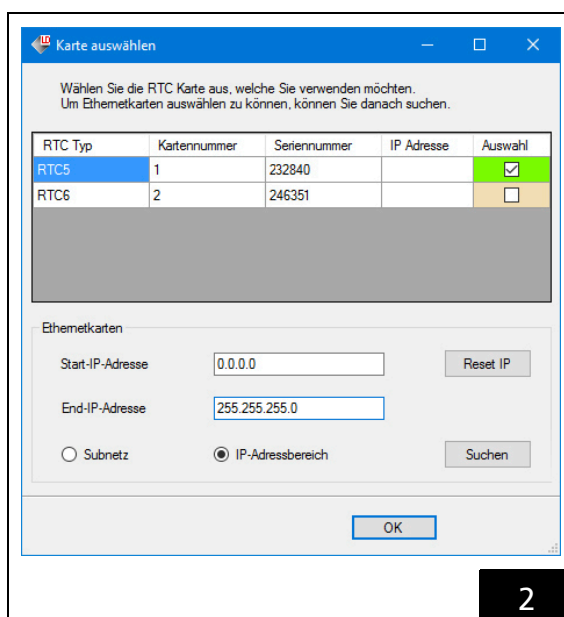 Karte auswählen
Wählen Sie die RTC Karte aus, welche Sie verwenden möchten.
Um Ethernetkarten auswählen zu können, können Sie danach suchen.
RTC Typ Kartennummer Seriennummer IP Adresse Auswahl
RTC5 1 232840
RTC6 2 246351
Ethernetkarten
Start-IP-Adresse 0.0.0.0 Reset IP
End-IP-Adresse 255.255.255.0
Subnetz IP-Adressbereich Suchen
OK
2